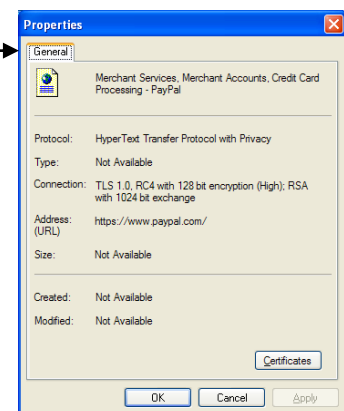 Properties
General
Merchant Services, Merchant Accounts, Credit Card
Processing - PayPal
Protocol: HyperText Transfer Protocol with Privacy
Type: Not Available
Connection: TLS 1.0, RC4 with 128 bit encryption (High); RSA
with 1024 bit exchange
Address: https://www.paypal.com/
(URL)
Size: Not Available
Created: Not Available
Modified: Not Available
Certificates
OK Cancel Apply